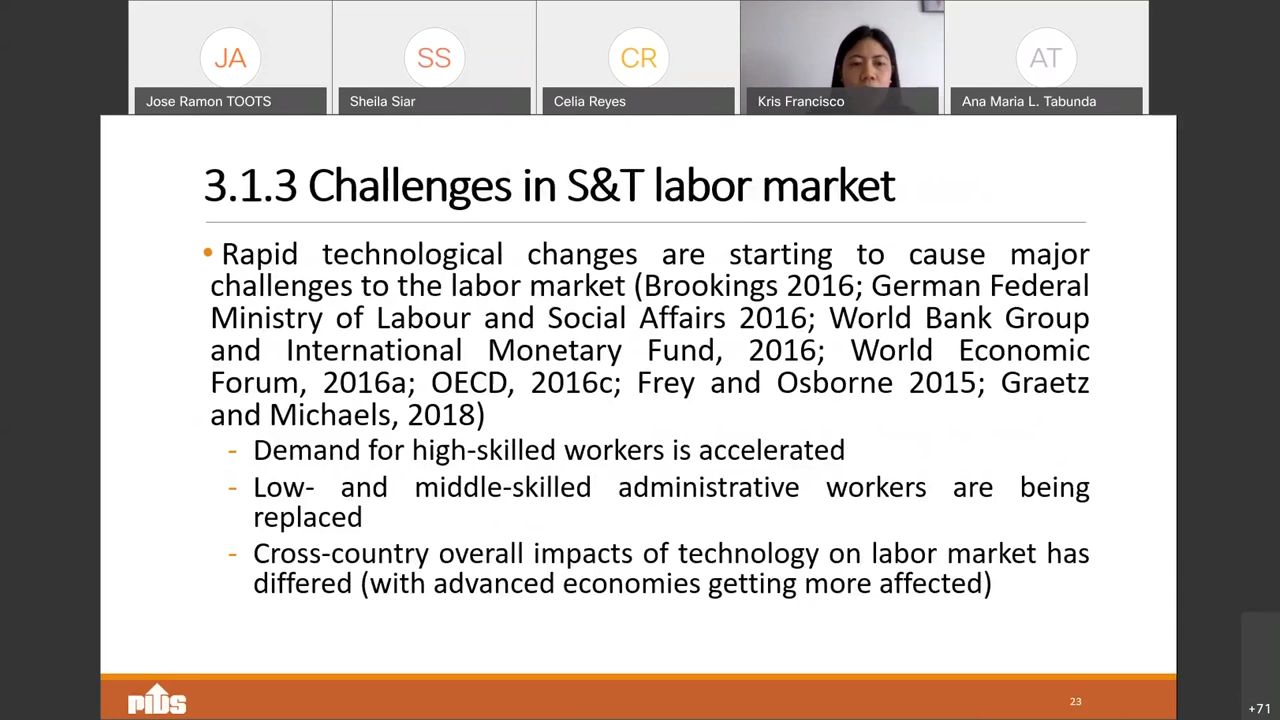 JA
SS
CR
AT
Jose Ramon TOOTS
Sheila Siar
Celia Reyes
Kris Francisco
Ana Maria L. Tabunda
3.1.3 Challenges in S&T labor market
• Rapid technological changes are starting to cause major
challenges to the labor market (Brookings 2016; German Federal
Ministry of Labour and Social Affairs 2016; World Bank Group
and International Monetary Fund, 2016; World Economic
Forum, 2016a; OECD, 2016c; Frey and Osborne 2015; Graetz
and Michaels, 2018)
- Demand for high-skilled workers is accelerated
- Low- and middle-skilled administrative workers are being
replaced
- Cross-country overall impacts of technology on labor market has
differed (with advanced economies getting more affected)
PIDS
23
+71